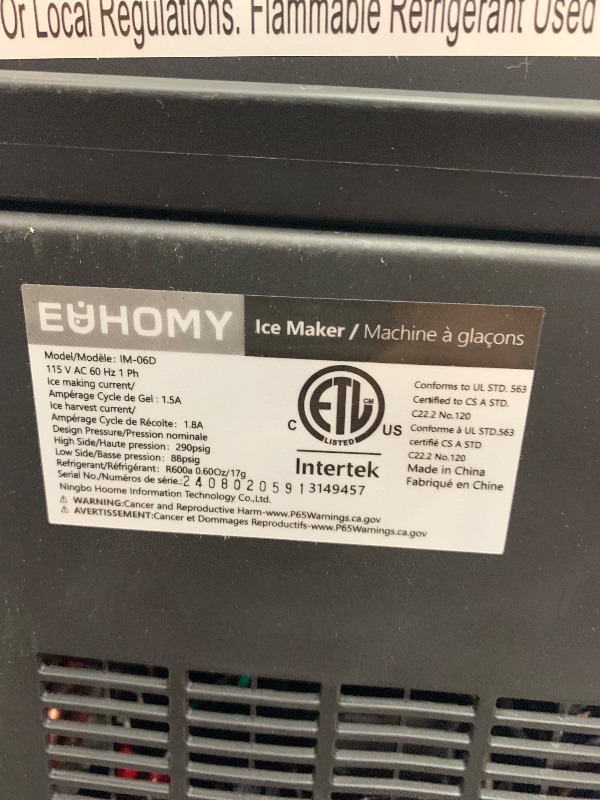 Or Local Regulations. Flammable Refrigerant Used
EUHOMY
Ice Maker / Machine à glaçons
Model/Modèle: IM-06D
115 V AC 60 Hz 1 Ph
Ice making current/
Ampérage Cycle de Gel : 1.5A
Ice harvest current/
Ampérage Cycle de Récolte : 1.8A
Design Pressure/Pression nominale
High Side/Haute pression : 290psig
Low Side/Basse pression : 88psig
Refrigerant/Réfrigérant : R600a 0.60Oz/17g
Serial No./Numéros de série.: 2408020591
Ningbo Hoome Information Technology Co.,Ltd.
⚠ WARNING:Cancer and Reproductive Harm-www.P65Warnings.ca.gov
⚠ AVERTISSEMENT:Cancer et Dommages Reproductifs-www.P65Warnings.ca.gov
ETL CM
LISTED
C US
Intertek
3149457
Conforms to UL STD. 563
Certified to CS A STD.
C22.2 No.120
Conforme à UL STD.563
certifié CS A STD
C22.2 No.120
Made in China
Fabriqué en Chine